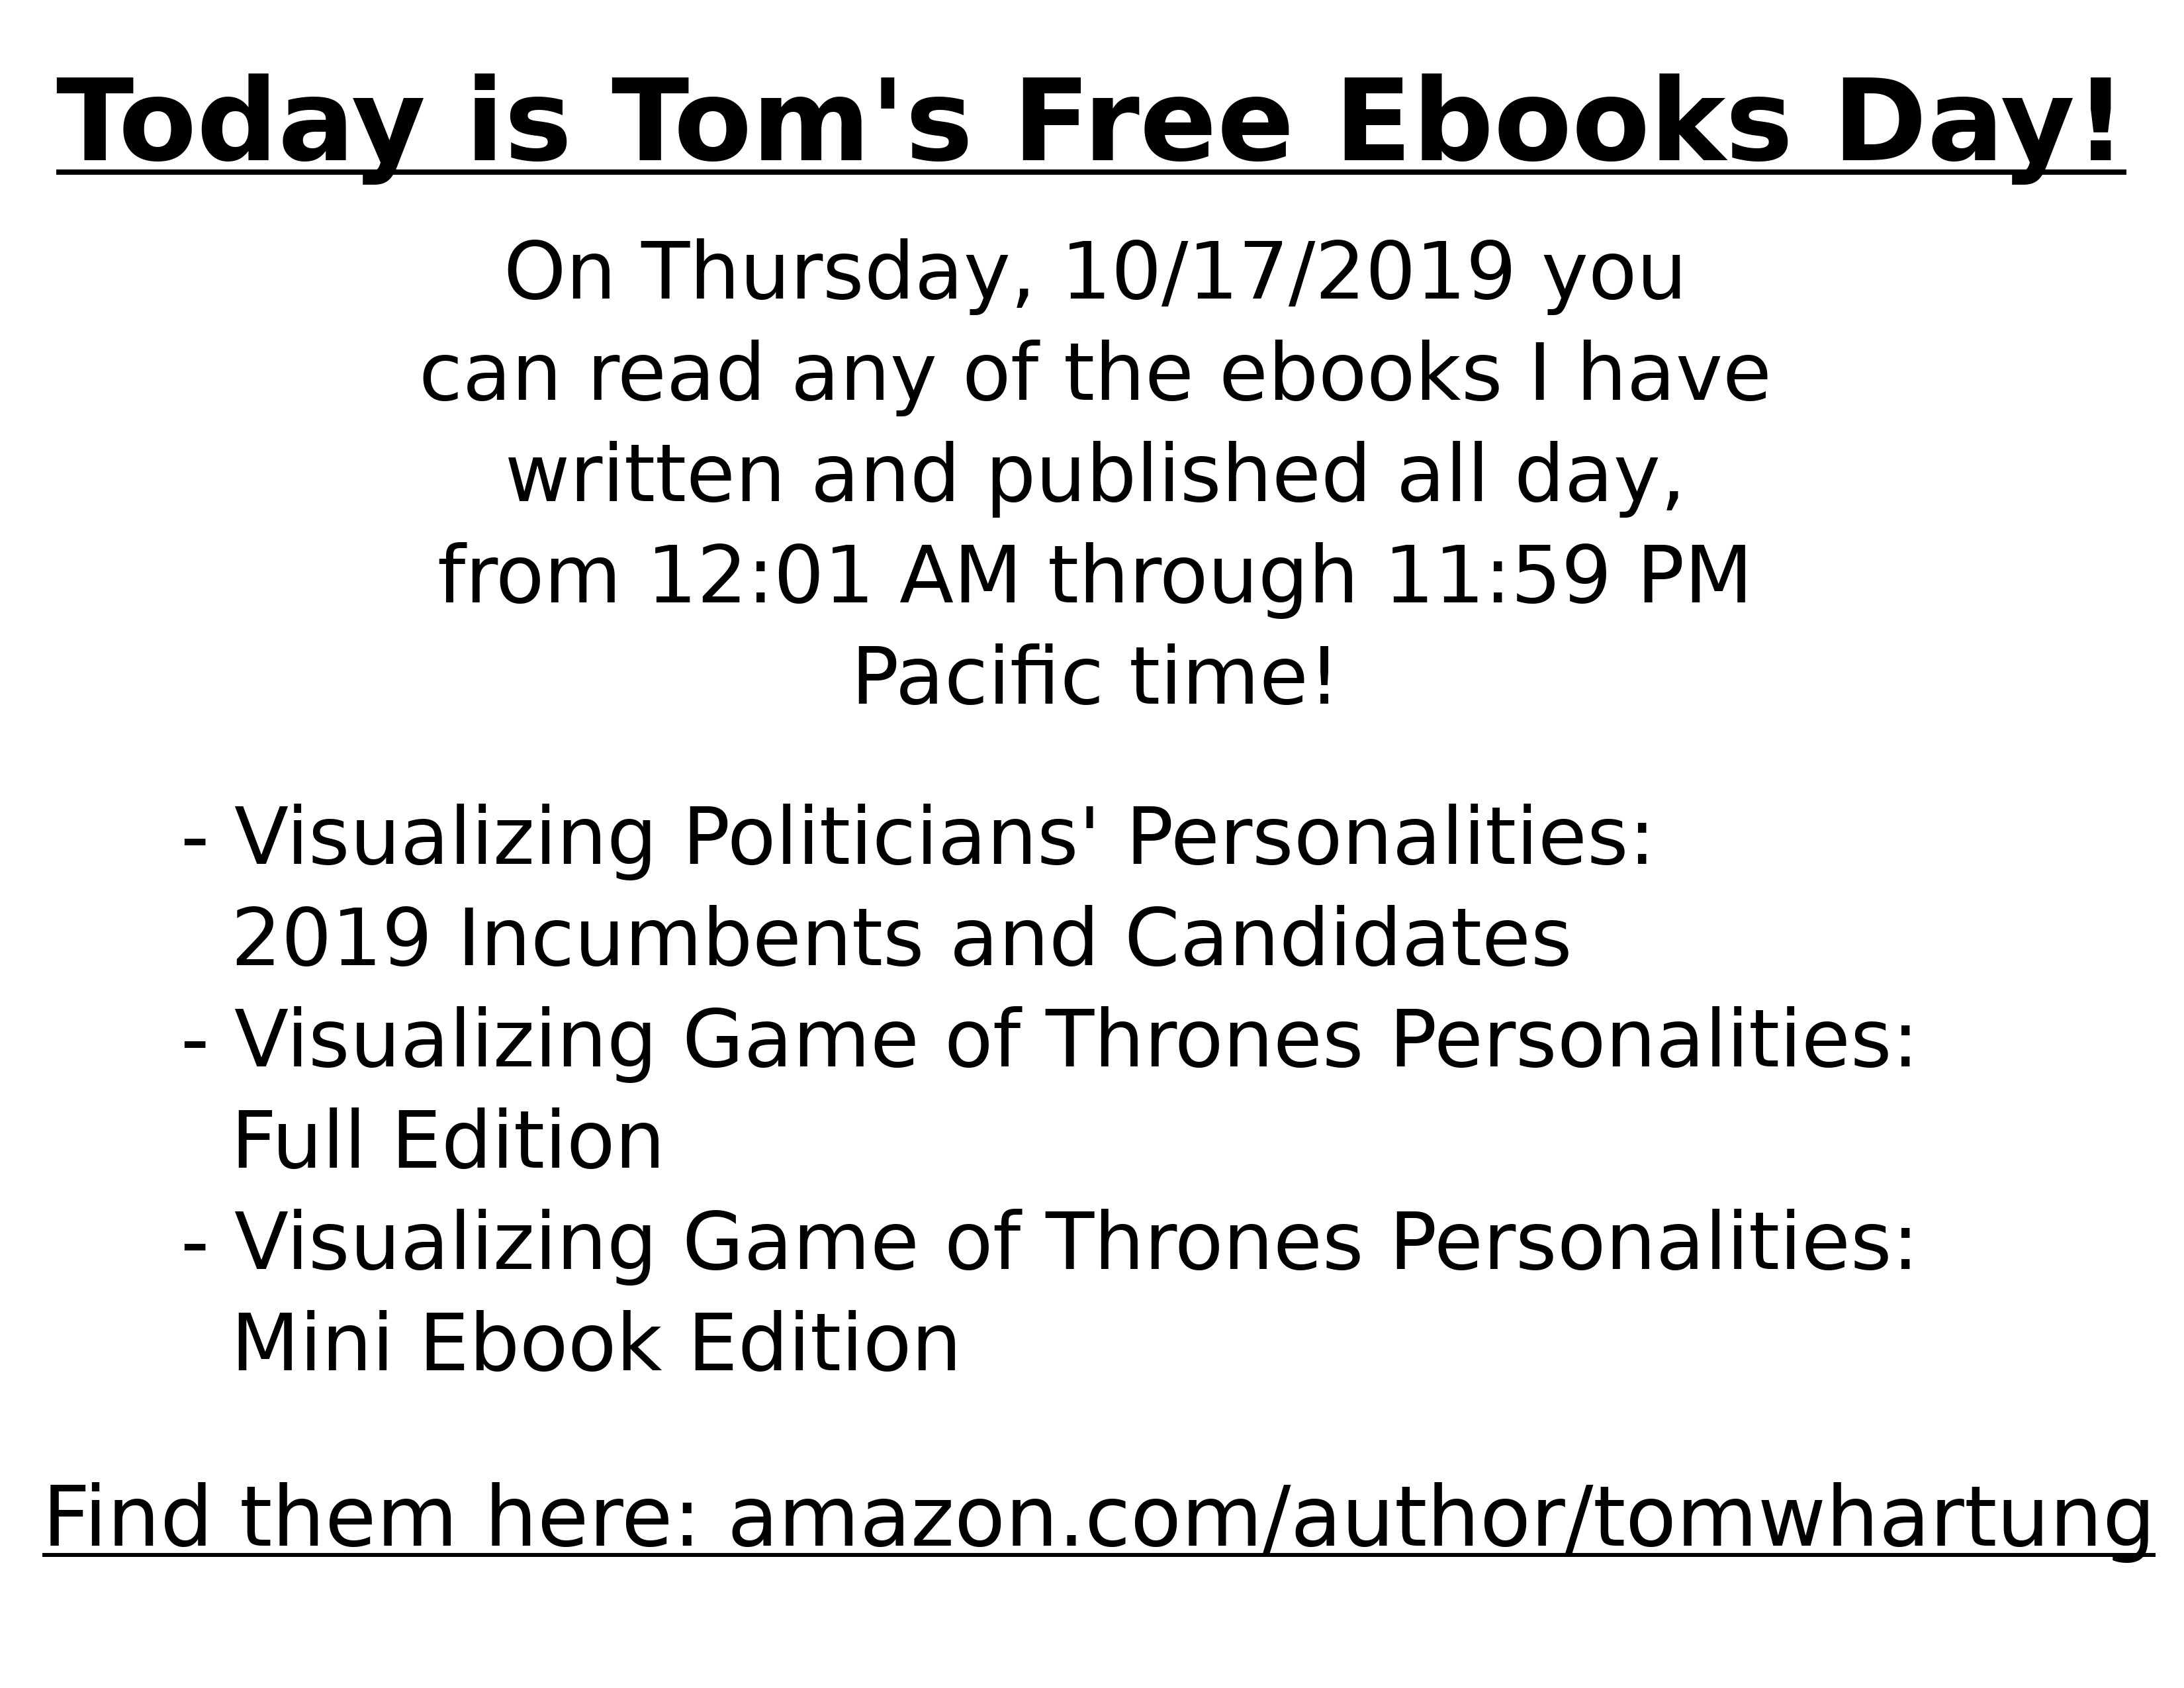 Today is Tom's Free Ebooks Day!
On Thursday, 10/17/2019 you
can read any of the ebooks I have
written and published all day,
from 12:01 AM through 11:59 PM
Pacific time!
- Visualizing Politicians' Personalities:
2019 Incumbents and Candidates
- Visualizing Game of Thrones Personalities:
Full Edition
- Visualizing Game of Thrones Personalities:
Mini Ebook Edition
Find them here: amazon.com/author/tomwhartung